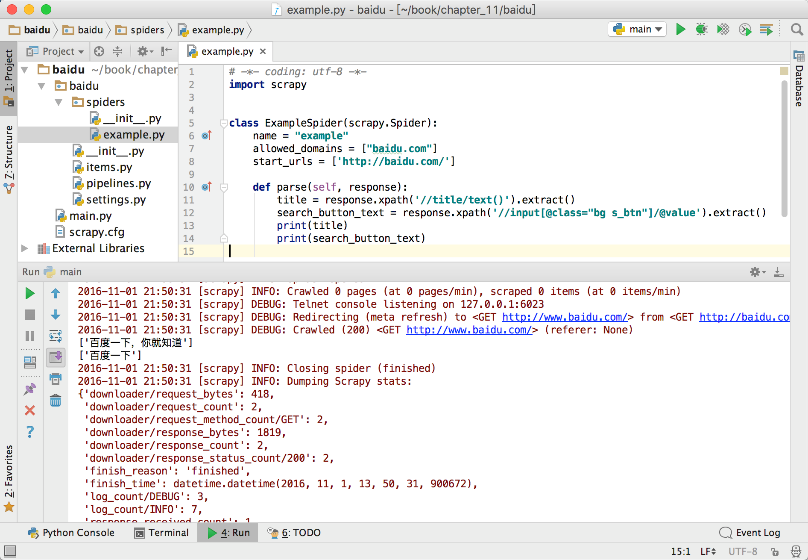 example.py - baidu - [~/book/chapter_11/baidu]
baidu baidu spiders example.py main
1: Project
Z: Structure
2: Favorites
Database
Project
example.py
baidu ~/book/chapter
baidu
spiders
__init__.py
example.py
__init__.py
items.py
pipelines.py
settings.py
main.py
scrapy.cfg
External Libraries
1 # -*- coding: utf-8 -*-
2 import scrapy
3
4
5 class ExampleSpider(scrapy.Spider):
6 name = "example"
7 allowed_domains = ["baidu.com"]
8 start_urls = ['http://baidu.com/']
9
10 def parse(self, response):
11 title = response.xpath('//title/text()').extract()
12 search_button_text = response.xpath('//input[@class="bg s_btn"]/@value').extract()
13 print(title)
14 print(search_button_text)
15
Run main
2016-11-01 21:50:31 [scrapy] INFO: Crawled 0 pages (at 0 pages/min), scraped 0 items (at 0 items/min)
2016-11-01 21:50:31 [scrapy] DEBUG: Telnet console listening on 127.0.0.1:6023
2016-11-01 21:50:31 [scrapy] DEBUG: Redirecting (meta refresh) to <GET http://www.baidu.com/> from <GET http://baidu.co
2016-11-01 21:50:31 [scrapy] DEBUG: Crawled (200) <GET http://www.baidu.com/> (referer: None)
['百度一下，你就知道']
['百度一下']
2016-11-01 21:50:31 [scrapy] INFO: Closing spider (finished)
2016-11-01 21:50:31 [scrapy] INFO: Dumping Scrapy stats:
{'downloader/request_bytes': 418,
'downloader/request_count': 2,
'downloader/request_method_count/GET': 2,
'downloader/response_bytes': 1819,
'downloader/response_count': 2,
'downloader/response_status_count/200': 2,
'finish_reason': 'finished',
'finish_time': datetime.datetime(2016, 11, 1, 13, 50, 31, 900672),
'log_count/DEBUG': 3,
'log_count/INFO': 7,
'response_received_count': 1
Python Console Terminal 4: Run 6: TODO Event Log
15:1 LF UTF-8